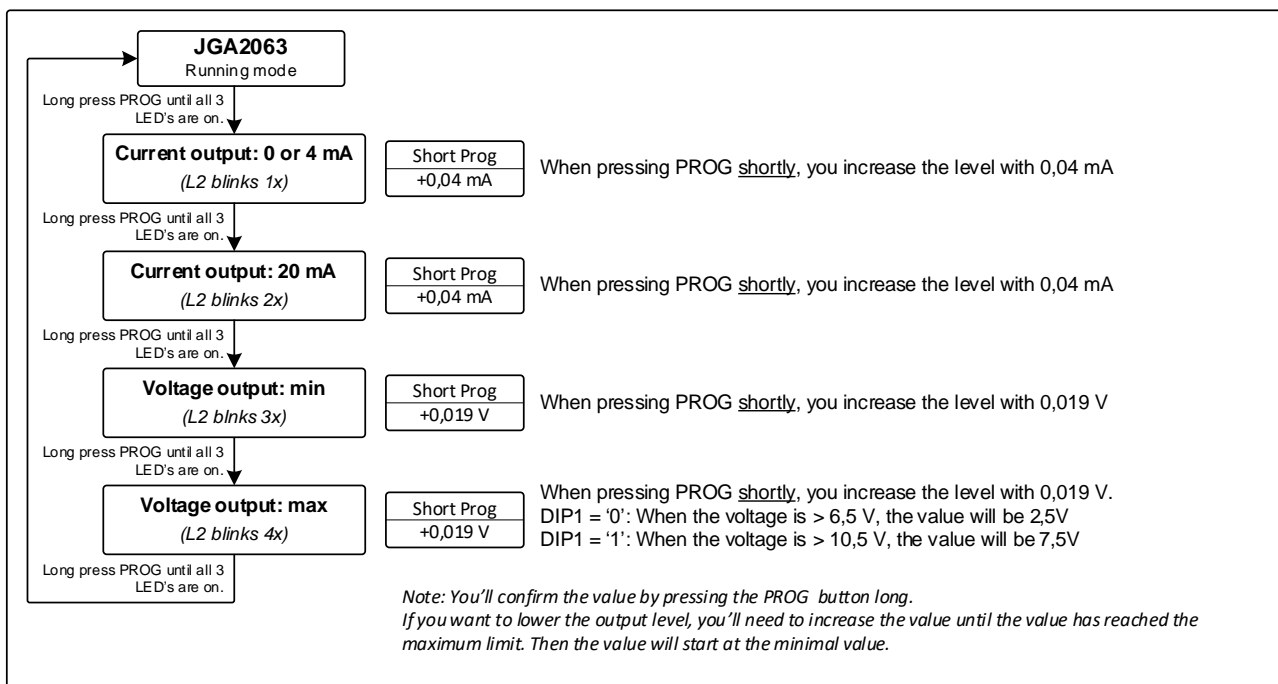 JGA2063
Running mode
Long press PROG until all 3
LED's are on.
Current output: 0 or 4 mA
(L2 blinks 1x)
Short Prog
+0,04 mA
When pressing PROG shortly, you increase the level with 0,04 mA
Long press PROG until all 3
LED's are on.
Current output: 20 mA
(L2 blinks 2x)
Short Prog
+0,04 mA
When pressing PROG shortly, you increase the level with 0,04 mA
Long press PROG until all 3
LED's are on.
Voltage output: min
(L2 blnks 3x)
Short Prog
+0,019 V
When pressing PROG shortly, you increase the level with 0,019 V
Long press PROG until all 3
LED's are on.
Voltage output: max
(L2 blinks 4x)
Short Prog
+0,019 V
When pressing PROG shortly, you increase the level with 0,019 V.
DIP1 = ‘0’: When the voltage is > 6,5 V, the value will be 2,5V
DIP1 = ‘1’: When the voltage is > 10,5 V, the value will be 7,5V
Long press PROG until all 3
LED's are on.
Note: You’ll confirm the value by pressing the PROG button long.
If you want to lower the output level, you’ll need to increase the value until the value has reached the
maximum limit. Then the value will start at the minimal value.